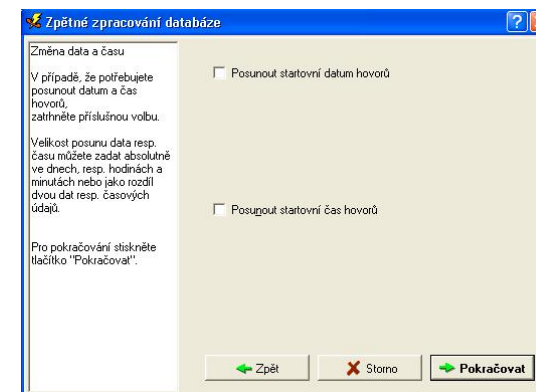 Zpětné zpracování databáze
Změna data a času
V případě, že potřebujete
posunout datum a čas
hovorů,
zatrhněte příslušnou volbu.
Velikost posunu data resp.
času můžete zadat absolutně
ve dnech, resp. hodinách a
minutách nebo jako rozdíl
dvou dat resp. časových
údajů.
Pro pokračování stiskněte
tlačítko "Pokračovat".
Posunout startovní datum hovorů
Posunout startovní čas hovorů
Zpět
Storno
Pokračovat